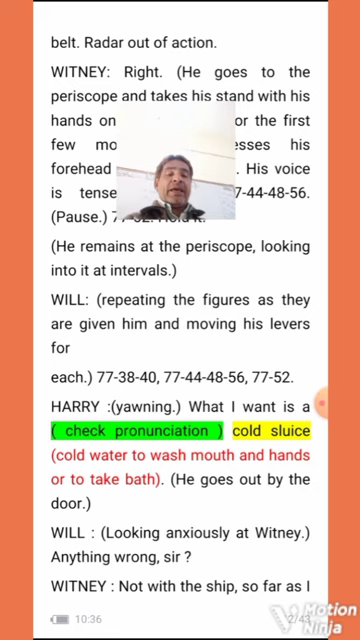 belt. Radar out of action.
WITNEY: Right. (He goes to the
periscope and takes his stand with his
hands on or the first
few mo esses his
forehead . His voice
is tense 7-44-48-56.
(Pause.)
(He remains at the periscope, looking
into it at intervals.)
WILL: (repeating the figures as they
are given him and moving his levers
for
each.) 77-38-40, 77-44-48-56, 77-52.
HARRY :(yawning.) What I want is a
( check pronunciation ) cold sluice
(cold water to wash mouth and hands
or to take bath). (He goes out by the
door.)
WILL : (Looking anxiously at Witney.)
Anything wrong, sir ?
WITNEY : Not with the ship, so far as I
10:36
2/43
Motion
Ninja